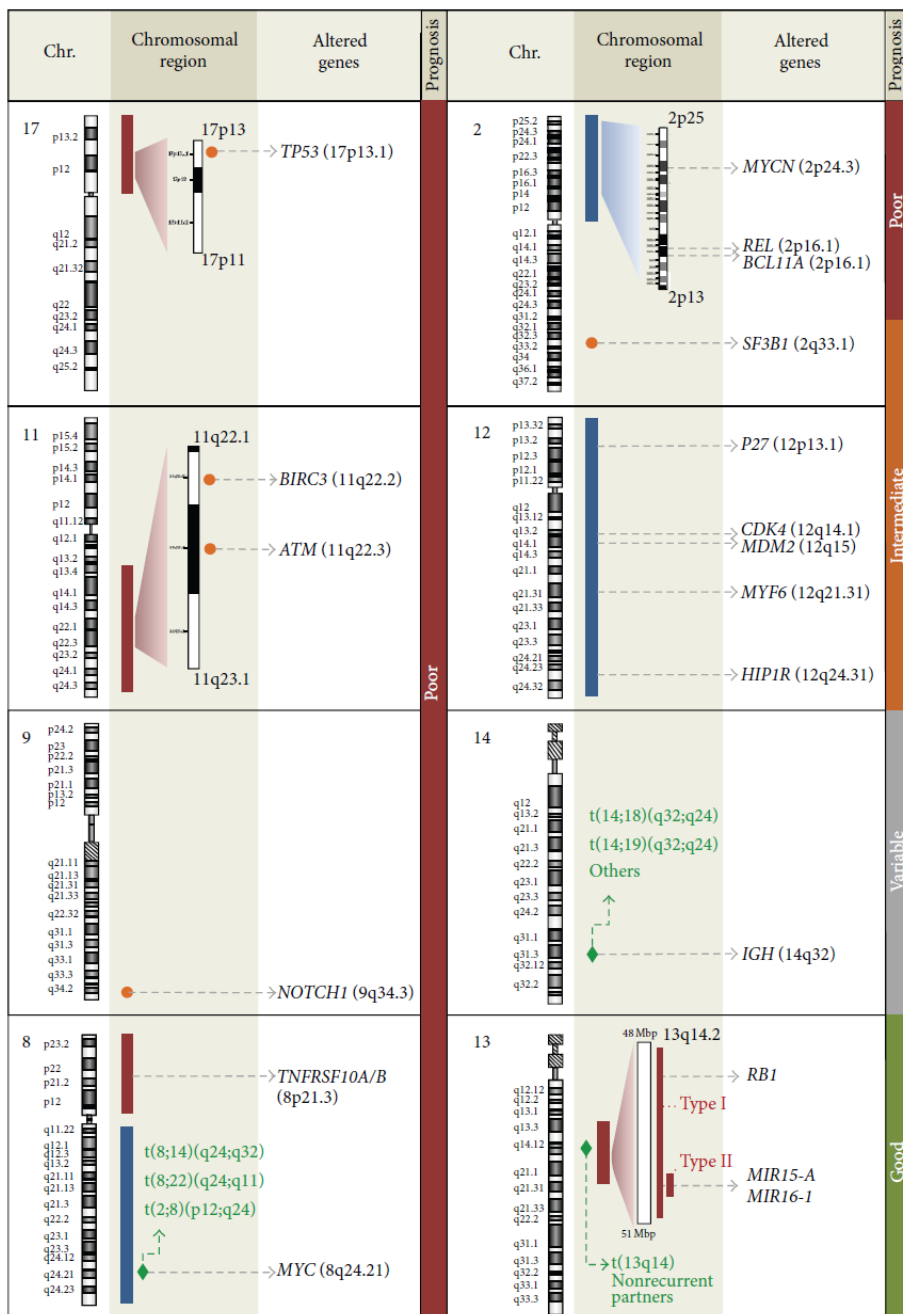 Chr.
Chromosomal
region
Altered
genes
Prognosis
Chr.
Chromosomal
region
Altered
genes
Prognosis
17
p13.2
p12
q12
q21.2
q21.32
q22
q23.2
q24.1
q24.3
q25.2
17p13
17p11
TP53 (17p13.1)
2
p25.2
p24.3
p24.1
p22.3
p16.3
p16.1
p14
p12
q12.1
q14.1
q14.3
q22.1
q23.2
q24.1
q24.3
q31.2
q32.1
q32.3
q33.2
q34
q36.1
q37.2
2p25
2p13
MYCN (2p24.3)
REL (2p16.1)
BCL11A (2p16.1)
SF3B1 (2q33.1)
Poor
11
p15.4
p15.2
p14.3
p14.1
p12
q11.12
q12.1
q13.2
q13.4
q14.1
q14.3
q22.1
q22.3
q23.2
q24.1
q24.3
11q22.1
11q23.1
BIRC3 (11q22.2)
ATM (11q22.3)
Poor
12
p13.32
p13.2
p12.3
p12.1
p11.22
q12
q13.12
q13.2
q14.1
q14.3
q21.1
q21.31
q21.33
q23.1
q23.3
q24.21
q24.23
q24.32
P27 (12p13.1)
CDK4 (12q14.1)
MDM2 (12q15)
MYF6 (12q21.31)
HIP1R (12q24.31)
Intermediate
9
p24.2
p23
p22.2
p21.3
p21.1
p13.2
p12
q21.11
q21.13
q21.31
q21.33
q22.32
q31.1
q31.3
q33.1
q33.3
q34.2
NOTCH1 (9q34.3)
14
q12
q13.2
q21.1
q21.3
q22.2
q23.1
q23.3
q24.2
q31.1
q31.3
q32.12
q32.2
t(14;18)(q32;q24)
t(14;19)(q32;q24)
Others
IGH (14q32)
Variable
8
p23.2
p22
p21.2
p12
q11.22
q12.1
q12.3
q13.2
q21.11
q21.13
q21.3
q22.2
q23.1
q23.3
q24.12
q24.21
q24.23
t(8;14)(q24;q32)
t(8;22)(q24;q11)
t(2;8)(p12;q24)
TNFRSF10A/B
(8p21.3)
MYC (8q24.21)
13
q12.12
q12.2
q13.1
q13.3
q14.12
q21.1
q21.31
q21.33
q22.2
q31.1
q31.3
q32.2
q33.1
q33.3
48 Mbp
13q14.2
51 Mbp
Type I
Type II
RB1
MIR15-A
MIR16-1
t(13q14)
Nonrecurrent
partners
Good